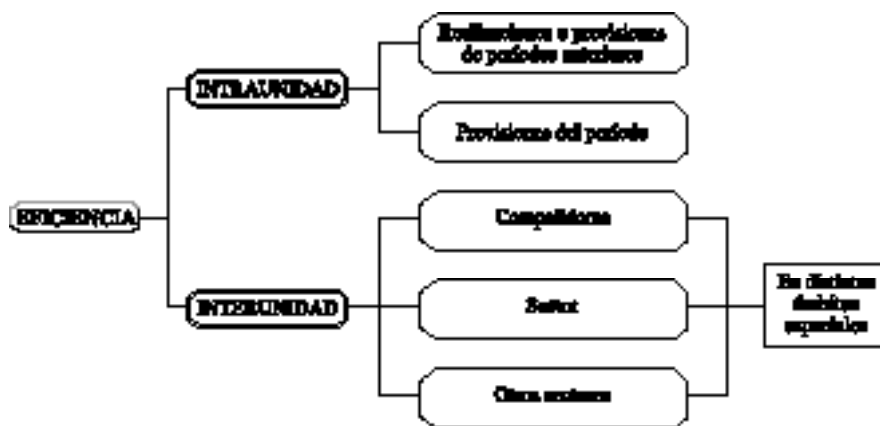 Realizaciones o previsiones
de períodos anteriores
INTRAUNIDAD
Previsiones del período
EFICIENCIA
Competidores
INTERUNIDAD
Sector
En distintos
ámbitos
espaciales
Otros sectores